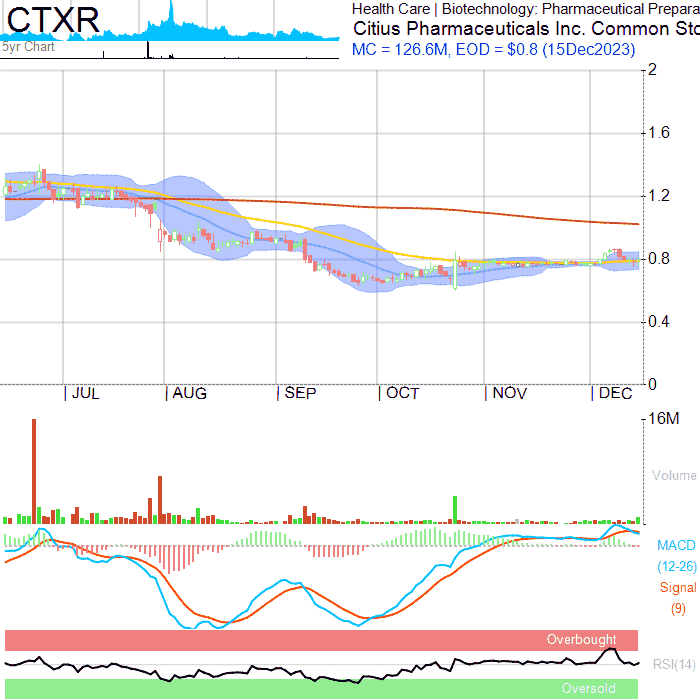 CTXR
5yr Chart
Health Care | Biotechnology: Pharmaceutical Prepara
Citius Pharmaceuticals Inc. Common Sto
MC = 126.6M, EOD = $0.8 (15Dec2023)
2
1.6
1.2
0.8
0.4
0
JUL AUG SEP OCT NOV DEC
16M
Volume
MACD
(12-26)
Signal
(9)
Overbought
RSI(14)
Oversold